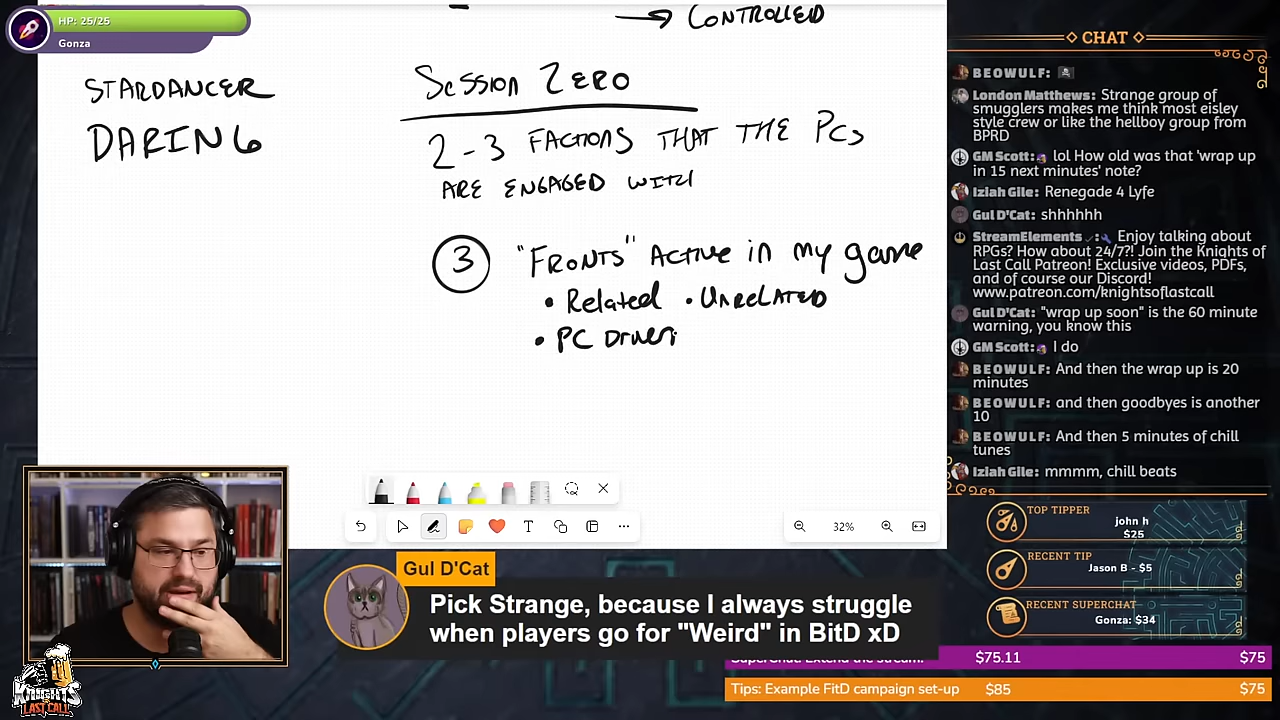 HP: 25/25
Gonza
→ CONTROLLED
STARDANCER
DARING
SESSION ZERO
2-3 FACTIONS THAT THE PCs
ARE ENGAGED WITH
3 "FRONTS" ACTIVE in my game
• Related • UNRELATED
• PC Driven
32%
Gul D'Cat
Pick Strange, because I always struggle
when players go for "Weird" in BitD xD
KNIGHTS
OF
LAST CALL
CHAT
BEOWULF:
London Matthews: Strange group of
smugglers makes me think most eisley
style crew or like the hellboy group from
BPRD
GM Scott: lol How old was that 'wrap up
in 15 next minutes' note?
Iziah Gile: Renegade 4 Lyfe
Gul D'Cat: shhhhhh
StreamElements: Enjoy talking about
RPGs? How about 24/7?! Join the Knights of
Last Call Patreon! Exclusive videos, PDFs,
and of course our Discord!
www.patreon.com/knightsoflastcall
Gul D'Cat: "wrap up soon" is the 60 minute
warning, you know this
GM Scott: I do
BEOWULF: And then the wrap up is 20
minutes
BEOWULF: and then goodbyes is another
10
BEOWULF: And then 5 minutes of chill
tunes
Iziah Gile: mmmm, chill beats
TOP TIPPER
john h
$25
RECENT TIP
Jason B - $5
RECENT SUPERCHAT
Gonza: $34
SuperChat: Extend the stream! $75.11 $75
Tips: Example FitD campaign set-up $85 $75